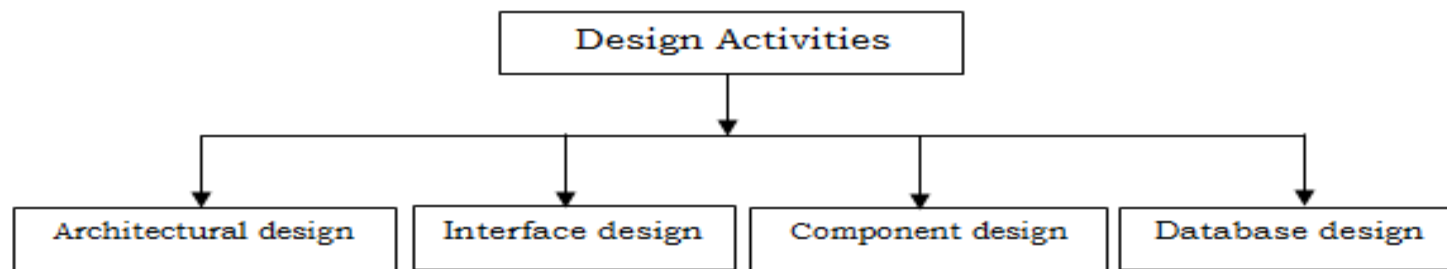 Design Activities
Architectural design
Interface design
Component design
Database design